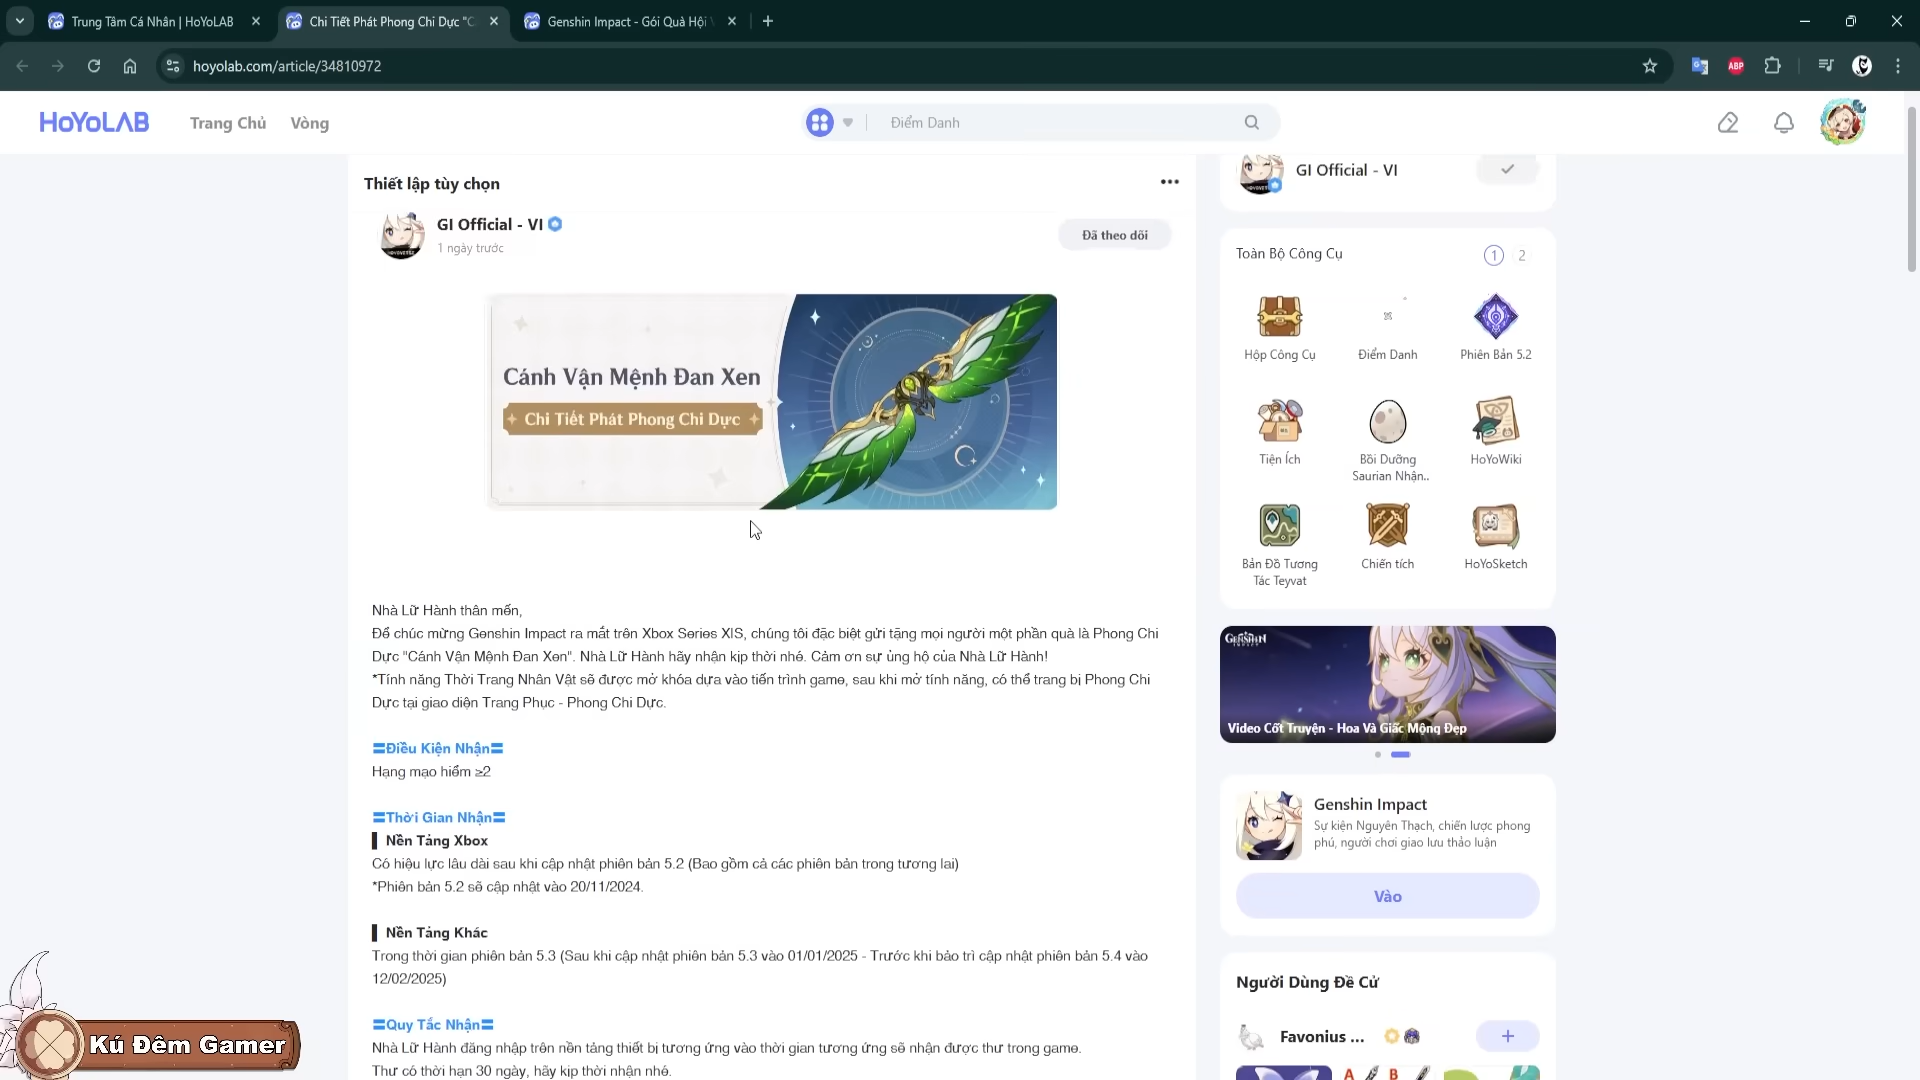 Trung Tâm Cá Nhân | HoYoLAB
Chi Tiết Phát Phong Chi Dực "C
Genshin Impact - Gói Quà Hội
hoyolab.com/article/34810972
ABP
HoYoLAB
Trang Chủ
Vòng
Điểm Danh
Thiết lập tùy chọn
GI Official - VI
1 ngày trước
Đã theo dõi
Cánh Vận Mệnh Đan Xen
Chi Tiết Phát Phong Chi Dực
Nhà Lữ Hành thân mến,
Để chúc mừng Genshin Impact ra mắt trên Xbox Series X|S, chúng tôi đặc biệt gửi tặng mọi người một phần quà là Phong Chi
Dực "Cánh Vận Mệnh Đan Xen". Nhà Lữ Hành hãy nhận kịp thời nhé. Cảm ơn sự ủng hộ của Nhà Lữ Hành!
*Tính năng Thời Trang Nhân Vật sẽ được mở khóa dựa vào tiến trình game, sau khi mở tính năng, có thể trang bị Phong Chi
Dực tại giao diện Trang Phục - Phong Chi Dực.
〓Điều Kiện Nhận〓
Hạng mạo hiểm ≥2
〓Thời Gian Nhận〓
▌Nền Tảng Xbox
Có hiệu lực lâu dài sau khi cập nhật phiên bản 5.2 (Bao gồm cả các phiên bản trong tương lai)
*Phiên bản 5.2 sẽ cập nhật vào 20/11/2024.
▌Nền Tảng Khác
Trong thời gian phiên bản 5.3 (Sau khi cập nhật phiên bản 5.3 vào 01/01/2025 - Trước khi bảo trì cập nhật phiên bản 5.4 vào
12/02/2025)
〓Quy Tắc Nhận〓
Nhà Lữ Hành đăng nhập trên nền tảng thiết bị tương ứng vào thời gian tương ứng sẽ nhận được thư trong game.
Thư có thời hạn 30 ngày, hãy kịp thời nhận nhé.
GI Official - VI
Toàn Bộ Công Cụ
1 2
Hộp Công Cụ
Điểm Danh
Phiên Bản 5.2
Tiện Ích
Bồi Dưỡng
Saurian Nhận..
HoYoWiki
Bản Đồ Tương
Tác Teyvat
Chiến tích
HoYoSketch
GENSHIN
IMPACT
Video Cốt Truyện - Hoa Và Giấc Mộng Đẹp
Genshin Impact
Sự kiện Nguyên Thạch, chiến lược phong
phú, người chơi giao lưu thảo luận
Vào
Người Dùng Đề Cử
Favonius ...
A B
Kú Đêm Gamer